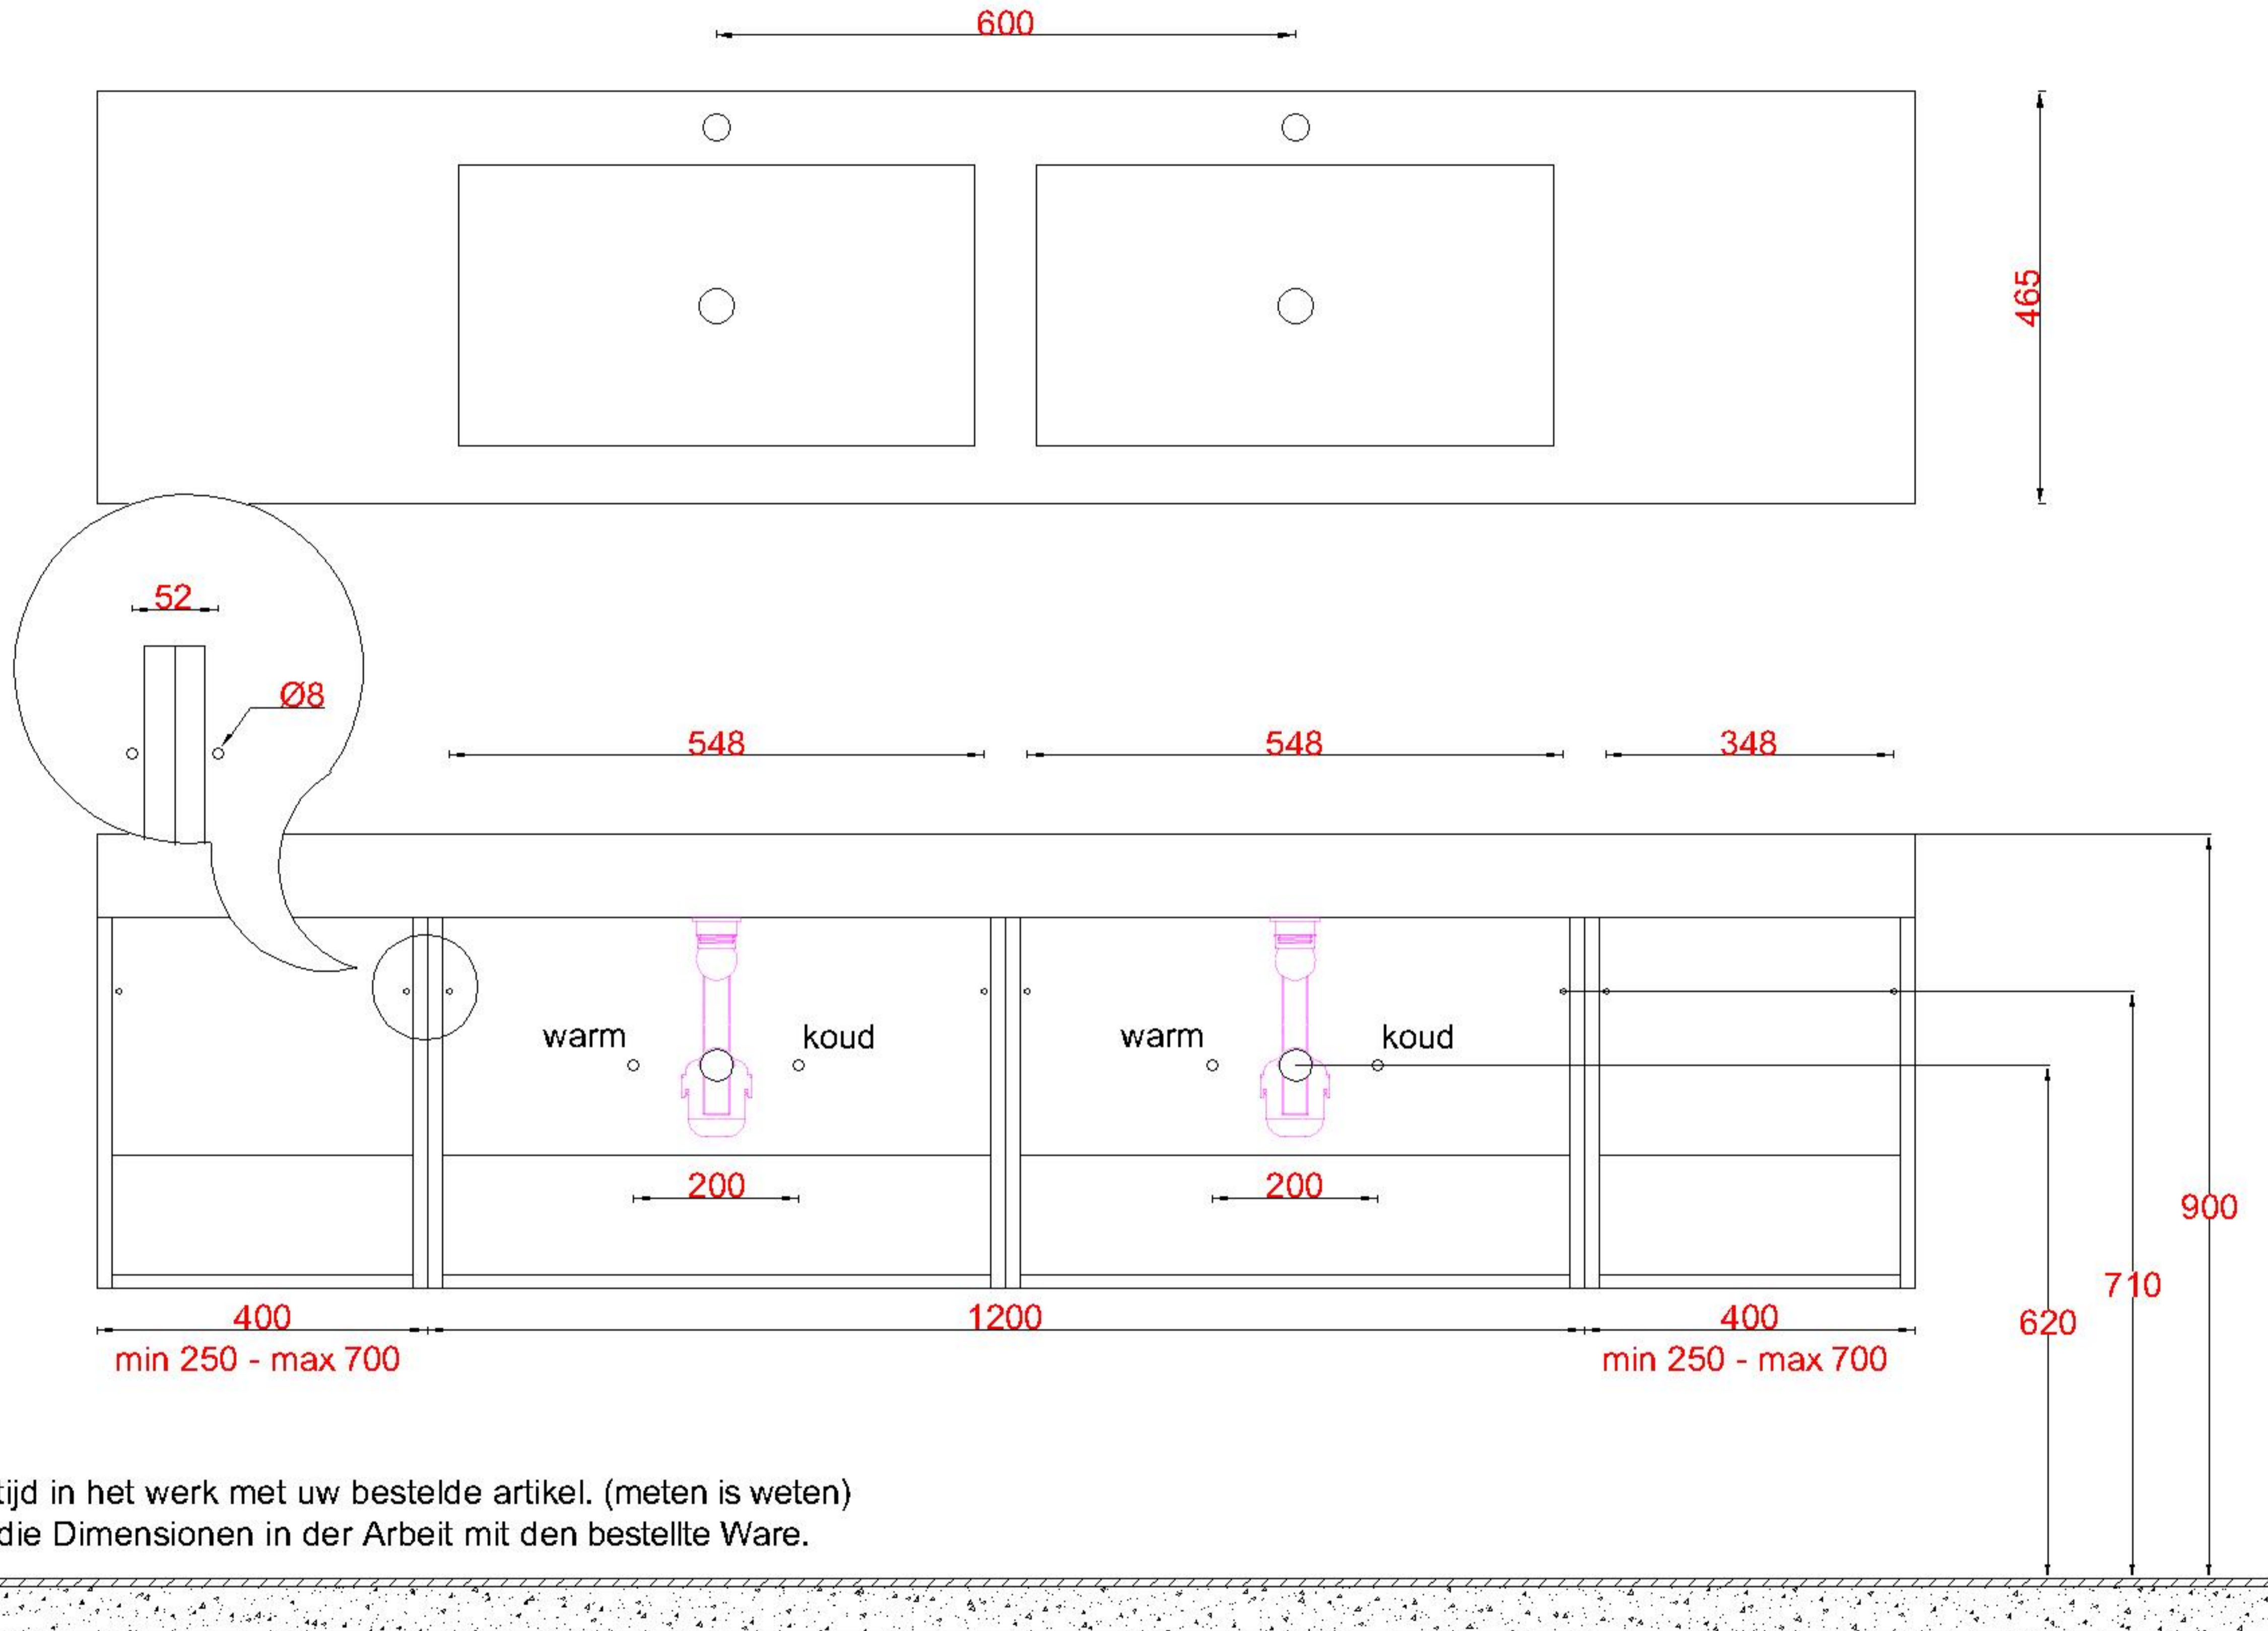 600
465
52
Ø8
548 548 348
warm koud warm koud
200 200
900
710
620
400 1200 400
min 250 - max 700 min 250 - max 700
in het werk met uw bestelde artikel. (meten is weten)
die Dimensionen in der Arbeit mit den bestellte Ware.